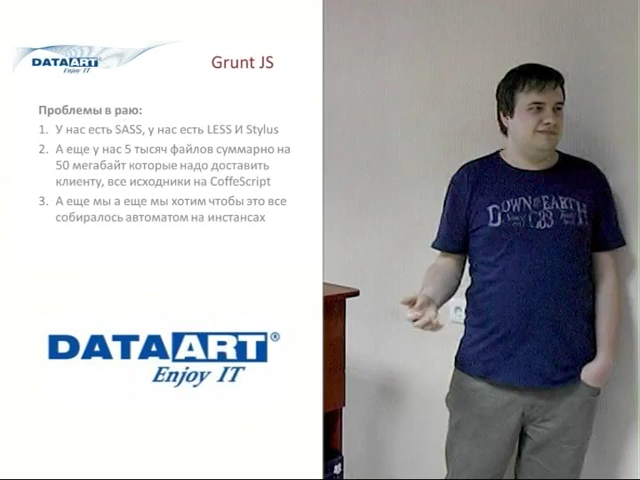 DATAART
Enjoy IT
Grunt JS
Проблемы в раю:
1. У нас есть SASS, у нас есть LESS И Stylus
2. А еще у нас 5 тысяч файлов суммарно на
50 мегабайт которые надо доставить
клиенту, все исходники на CoffeScript
3. А еще мы а еще мы хотим чтобы это все
собиралось автоматом на инстансах
DATAART®
Enjoy IT
DOWN EARTH
C83